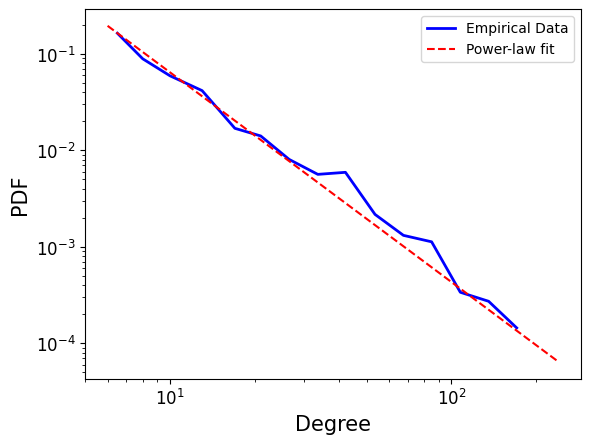 Empirical Data
Power-law fit
PDF
10⁻¹
10⁻²
10⁻³
10⁻⁴
10¹
10²
Degree